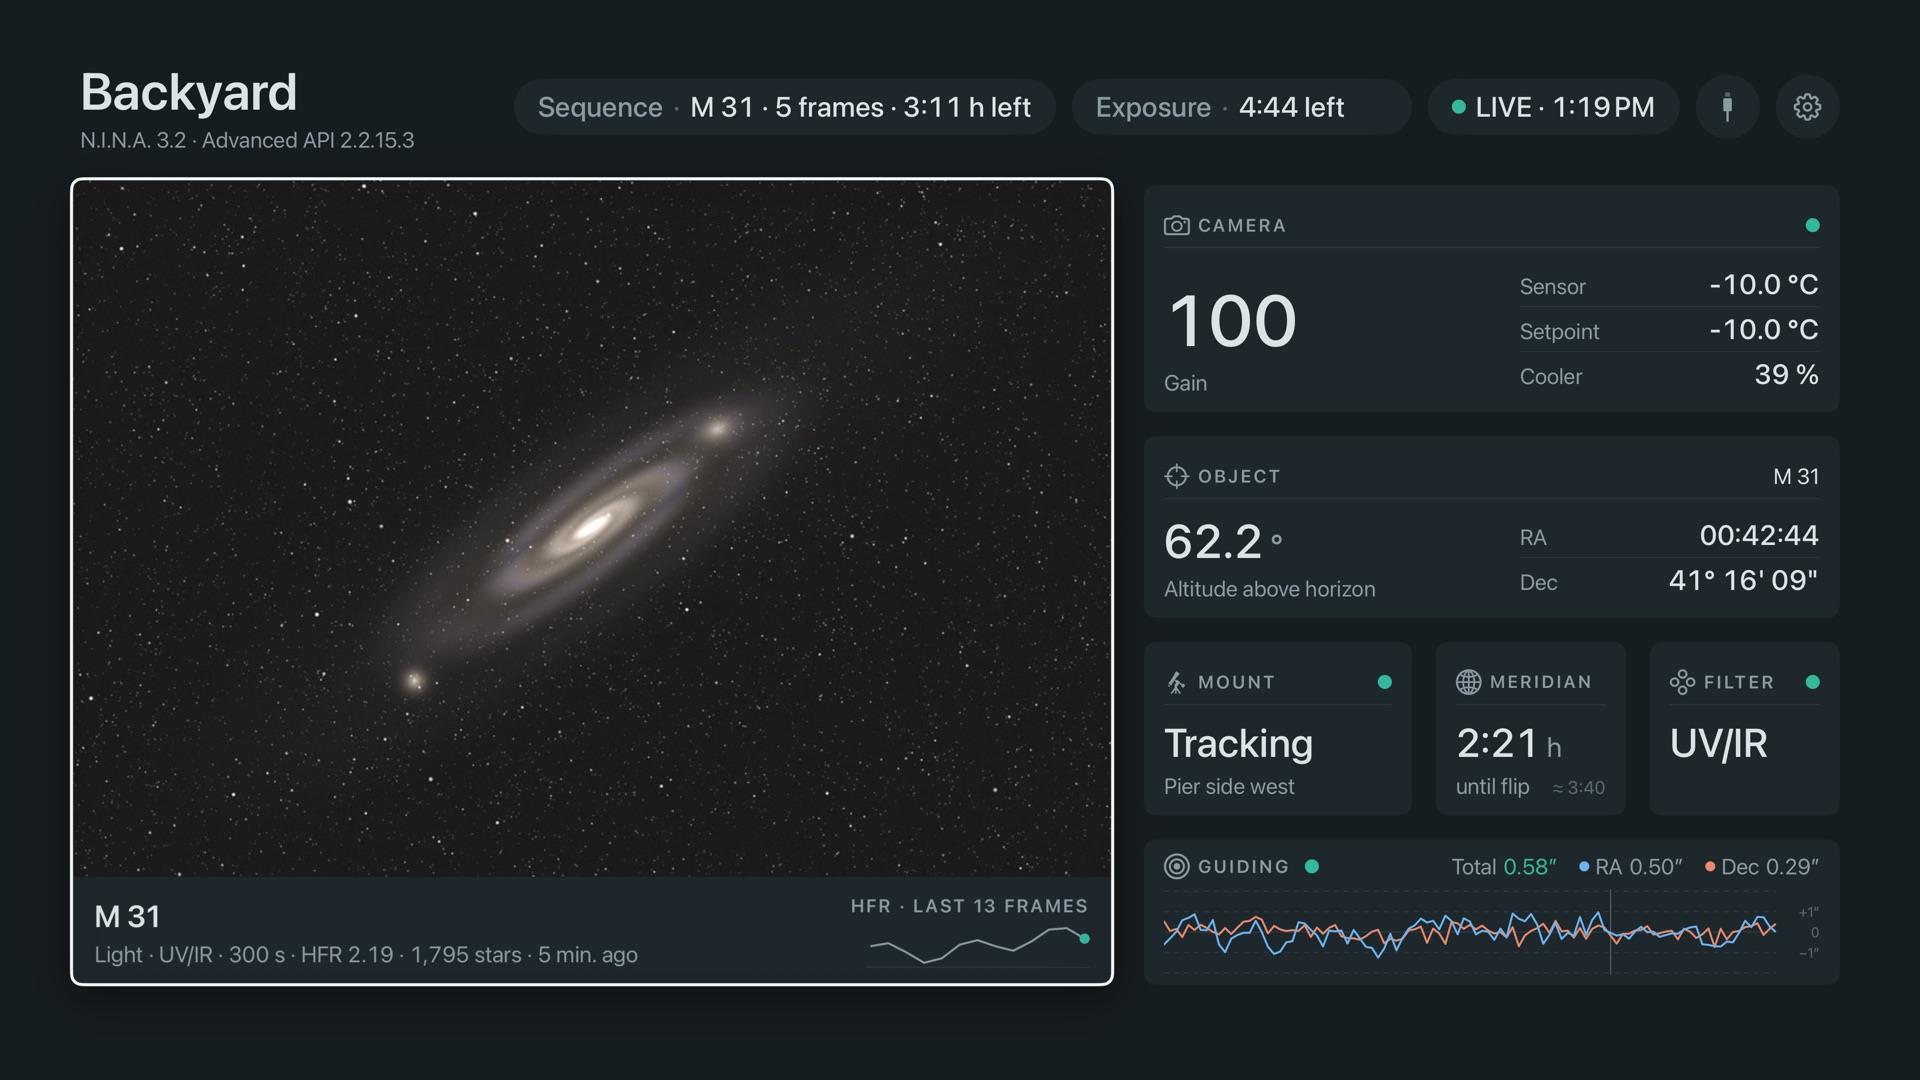 Backyard
N.I.N.A. 3.2 · Advanced API 2.2.15.3
Sequence · M 31 · 5 frames · 3:11 h left
Exposure · 4:44 left
LIVE · 1:19 PM
M 31
Light · UV/IR · 300 s · HFR 2.19 · 1,795 stars · 5 min. ago
HFR · LAST 13 FRAMES
CAMERA
100
Gain
Sensor -10.0 °C
Setpoint -10.0 °C
Cooler 39 %
OBJECT M 31
62.2 °
Altitude above horizon
RA 00:42:44
Dec 41° 16' 09"
MOUNT
Tracking
Pier side west
MERIDIAN
2:21 h
until flip ≈ 3:40
FILTER
UV/IR
GUIDING Total 0.58″ RA 0.50″ Dec 0.29″
+1″
0
−1″